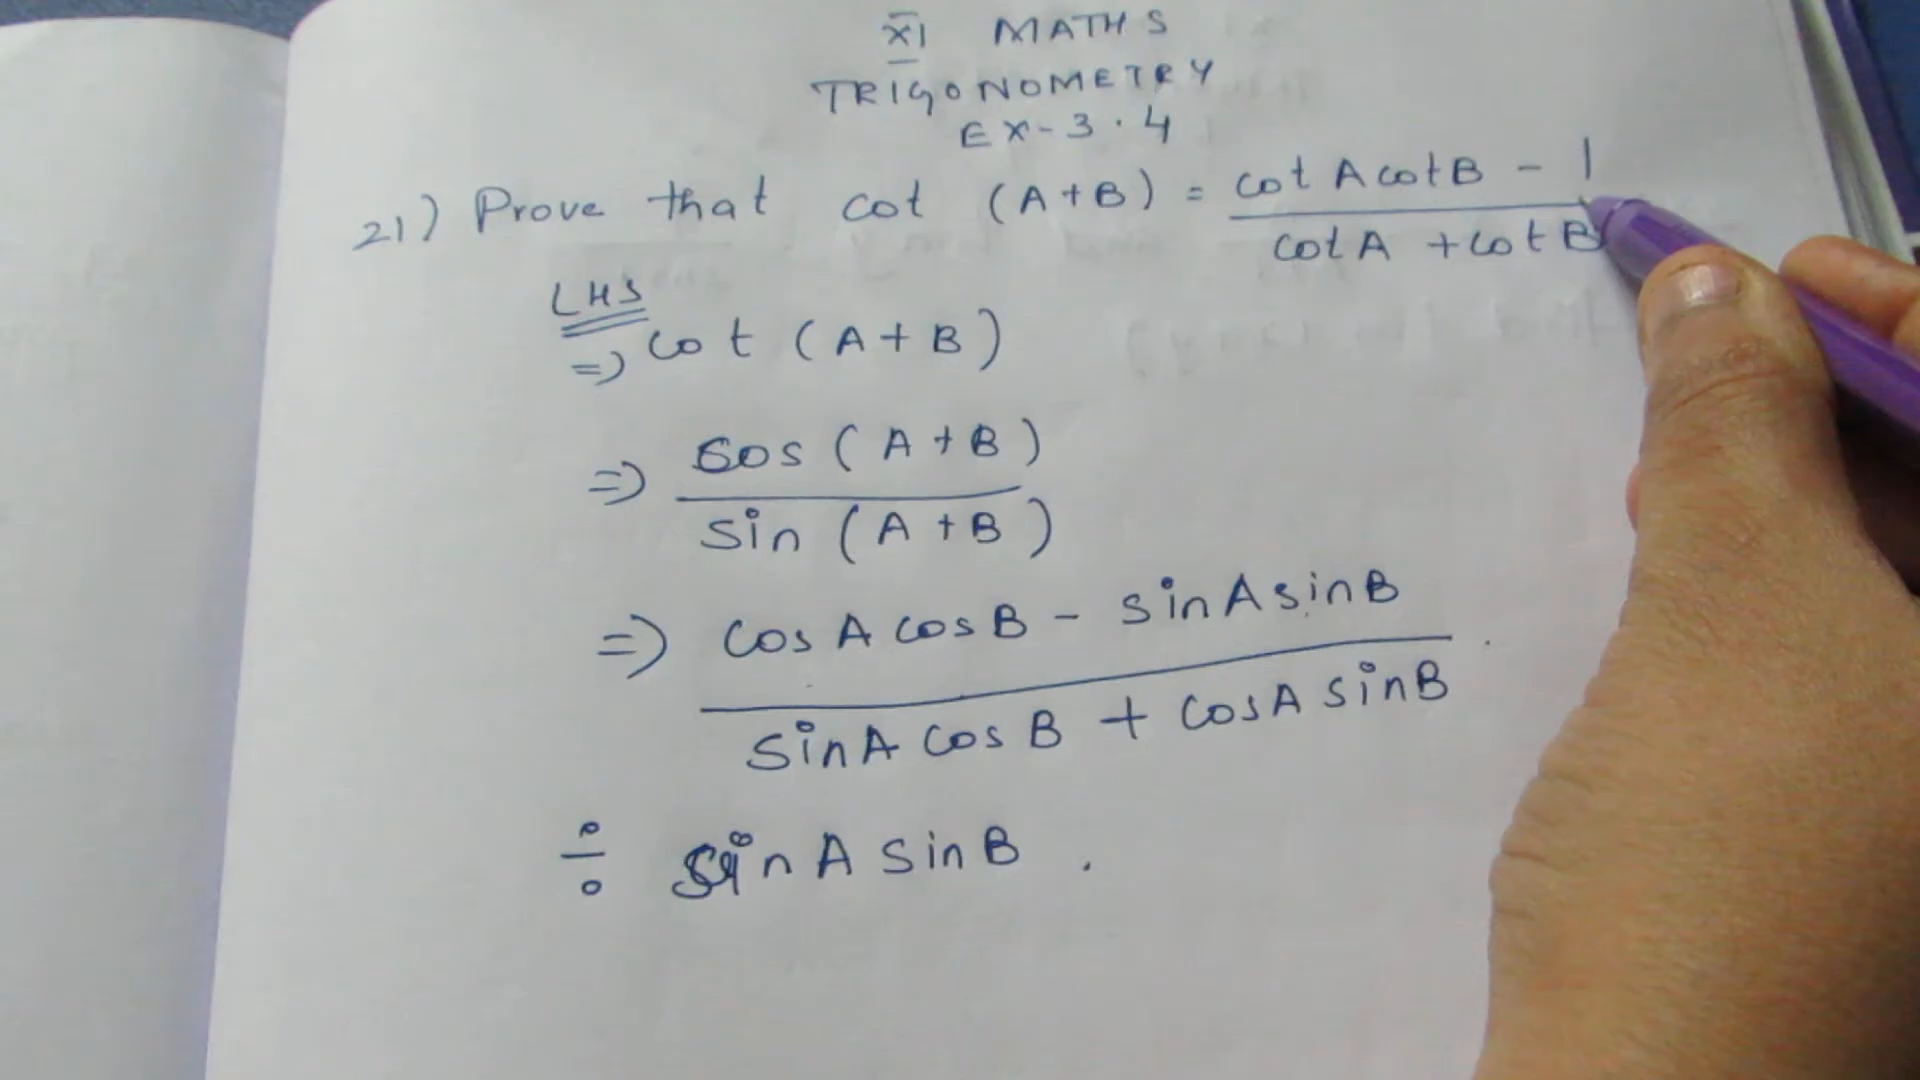 XI MATHS
TRIGONOMETRY
EX-3.4
21) Prove that cot (A+B) = cot A cot B - 1
cot A + cot B
LHS
=> cot (A+B)
=> cos (A+B)
sin (A+B)
=> cos A cos B - sin A sin B
sin A cos B + cos A sin B
÷ sin A sin B .